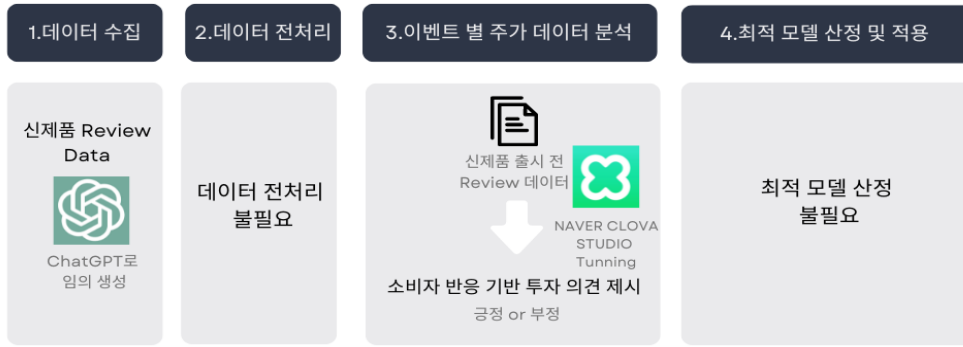 1.데이터 수집
2.데이터 전처리
3.이벤트 별 주가 데이터 분석
4.최적 모델 산정 및 적용
신제품 Review
Data
ChatGPT로
임의 생성
데이터 전처리
불필요
신제품 출시 전
Review 데이터
NAVER CLOVA
STUDIO
Tunning
소비자 반응 기반 투자 의견 제시
긍정 or 부정
최적 모델 산정
불필요